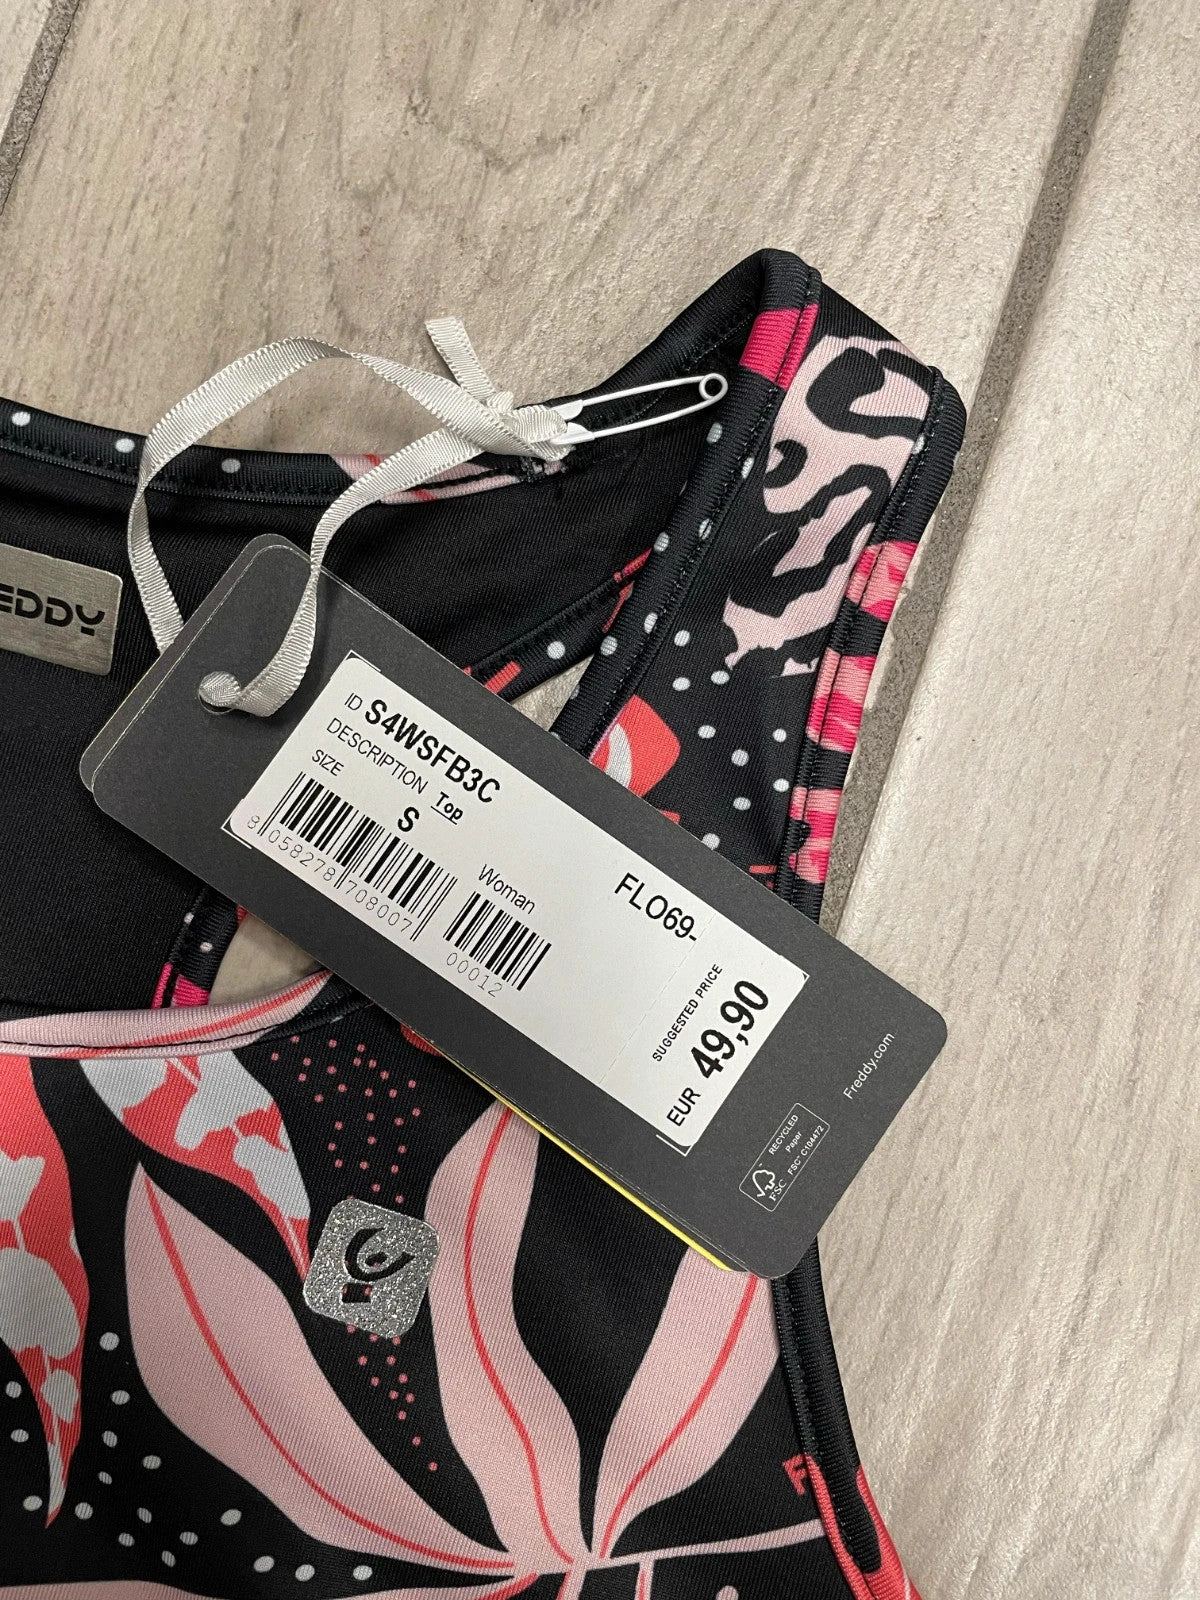 EDDY
ID S4WSFB3C
DESCRIPTION Top
SIZE S
8 058278 708007
Woman
00012
FLO69-
SUGGESTED PRICE
EUR 49,90
Freddy.com
FSC
RECYCLED
Paper
FSC® C104472